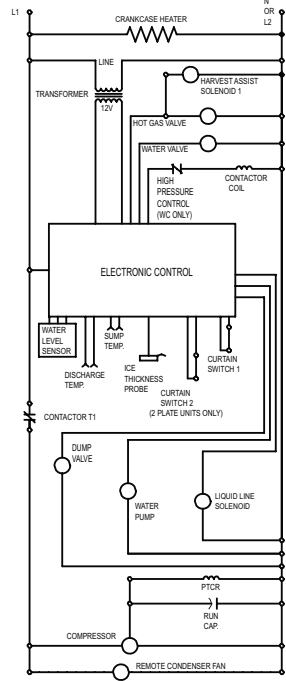 L1
N
OR
L2
CRANKCASE HEATER
LINE
HARVEST ASSIST
SOLENOID 1
TRANSFORMER
12V
HOT GAS VALVE
WATER VALVE
HIGH
PRESSURE
CONTROL
(WC ONLY)
CONTACTOR
COIL
ELECTRONIC CONTROL
WATER
LEVEL
SENSOR
SUMP
TEMP.
DISCHARGE
TEMP.
ICE
THICKNESS
PROBE
CURTAIN
SWITCH 1
CURTAIN
SWITCH 2
(2 PLATE UNITS ONLY)
CONTACTOR T1
DUMP
VALVE
WATER
PUMP
LIQUID LINE
SOLENOID
PTCR
RUN
CAP.
COMPRESSOR
REMOTE CONDENSER FAN